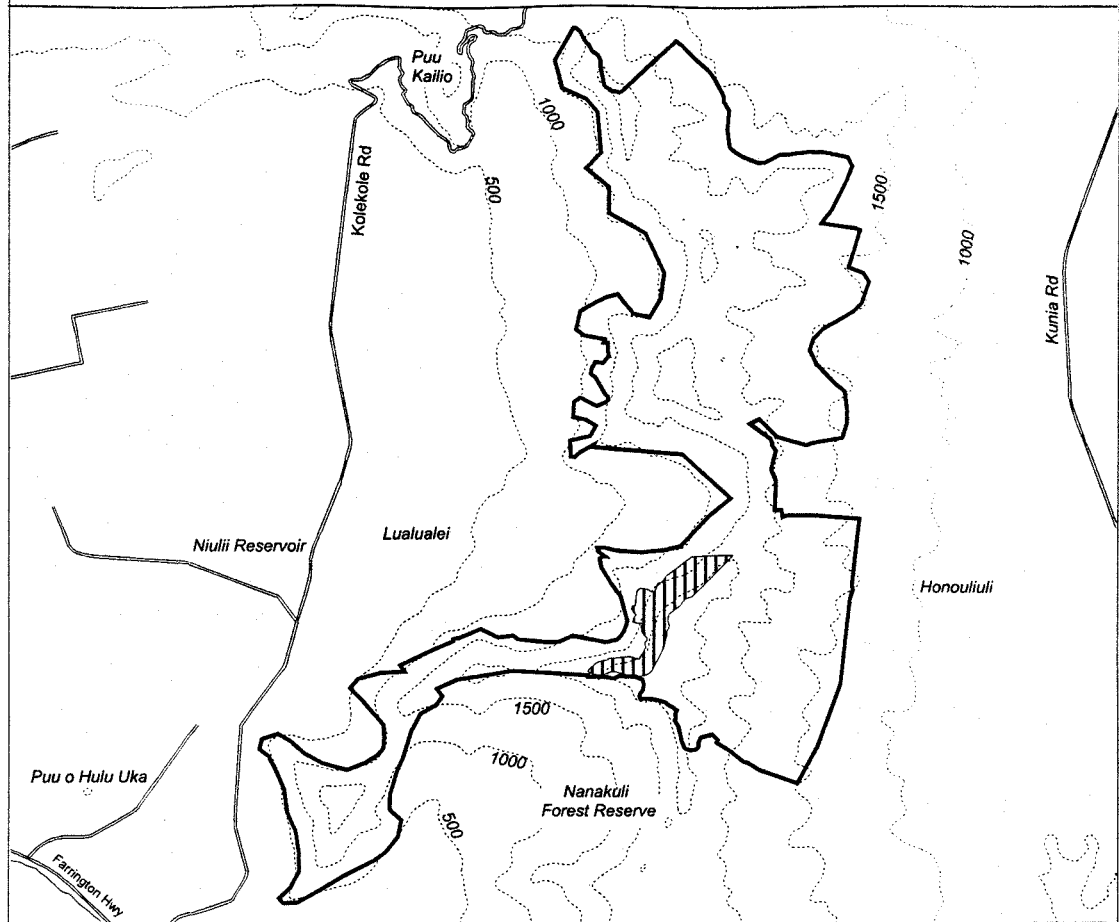 Puu
Kailio
1000
Kolekole Rd
500
1500
1000
Kunia Rd
Niulii Reservoir
Lualualei
Honouliuli
1500
1000
Puu o Hulu Uka
Nanakuli
Forest Reserve
500
Farrington Hwy